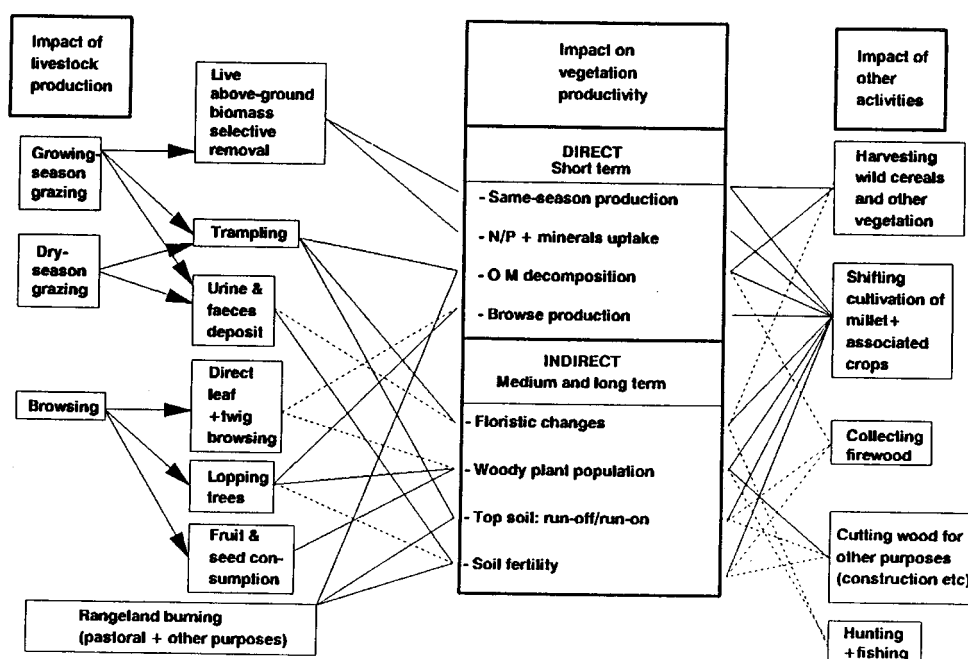 Impact of
livestock
production
Growing-
season
grazing
Dry-
season
grazing
Browsing
Live
above-ground
biomass
selective
removal
Trampling
Urine &
faeces
deposit
Direct
leaf
+twig
browsing
Lopping
trees
Fruit &
seed con-
sumption
Rangeland burning
(pastoral + other purposes)
Impact on
vegetation
productivity
DIRECT
Short term
- Same-season production
- N/P + minerals uptake
- O M decomposition
- Browse production
INDIRECT
Medium and long term
- Floristic changes
- Woody plant population
- Top soil: run-off/run-on
- Soil fertility
Impact of
other
activities
Harvesting
wild cereals
and other
vegetation
Shifting
cultivation of
millet+
associated
crops
Collecting
firewood
Cutting wood for
other purposes
(construction etc)
Hunting
+fishing